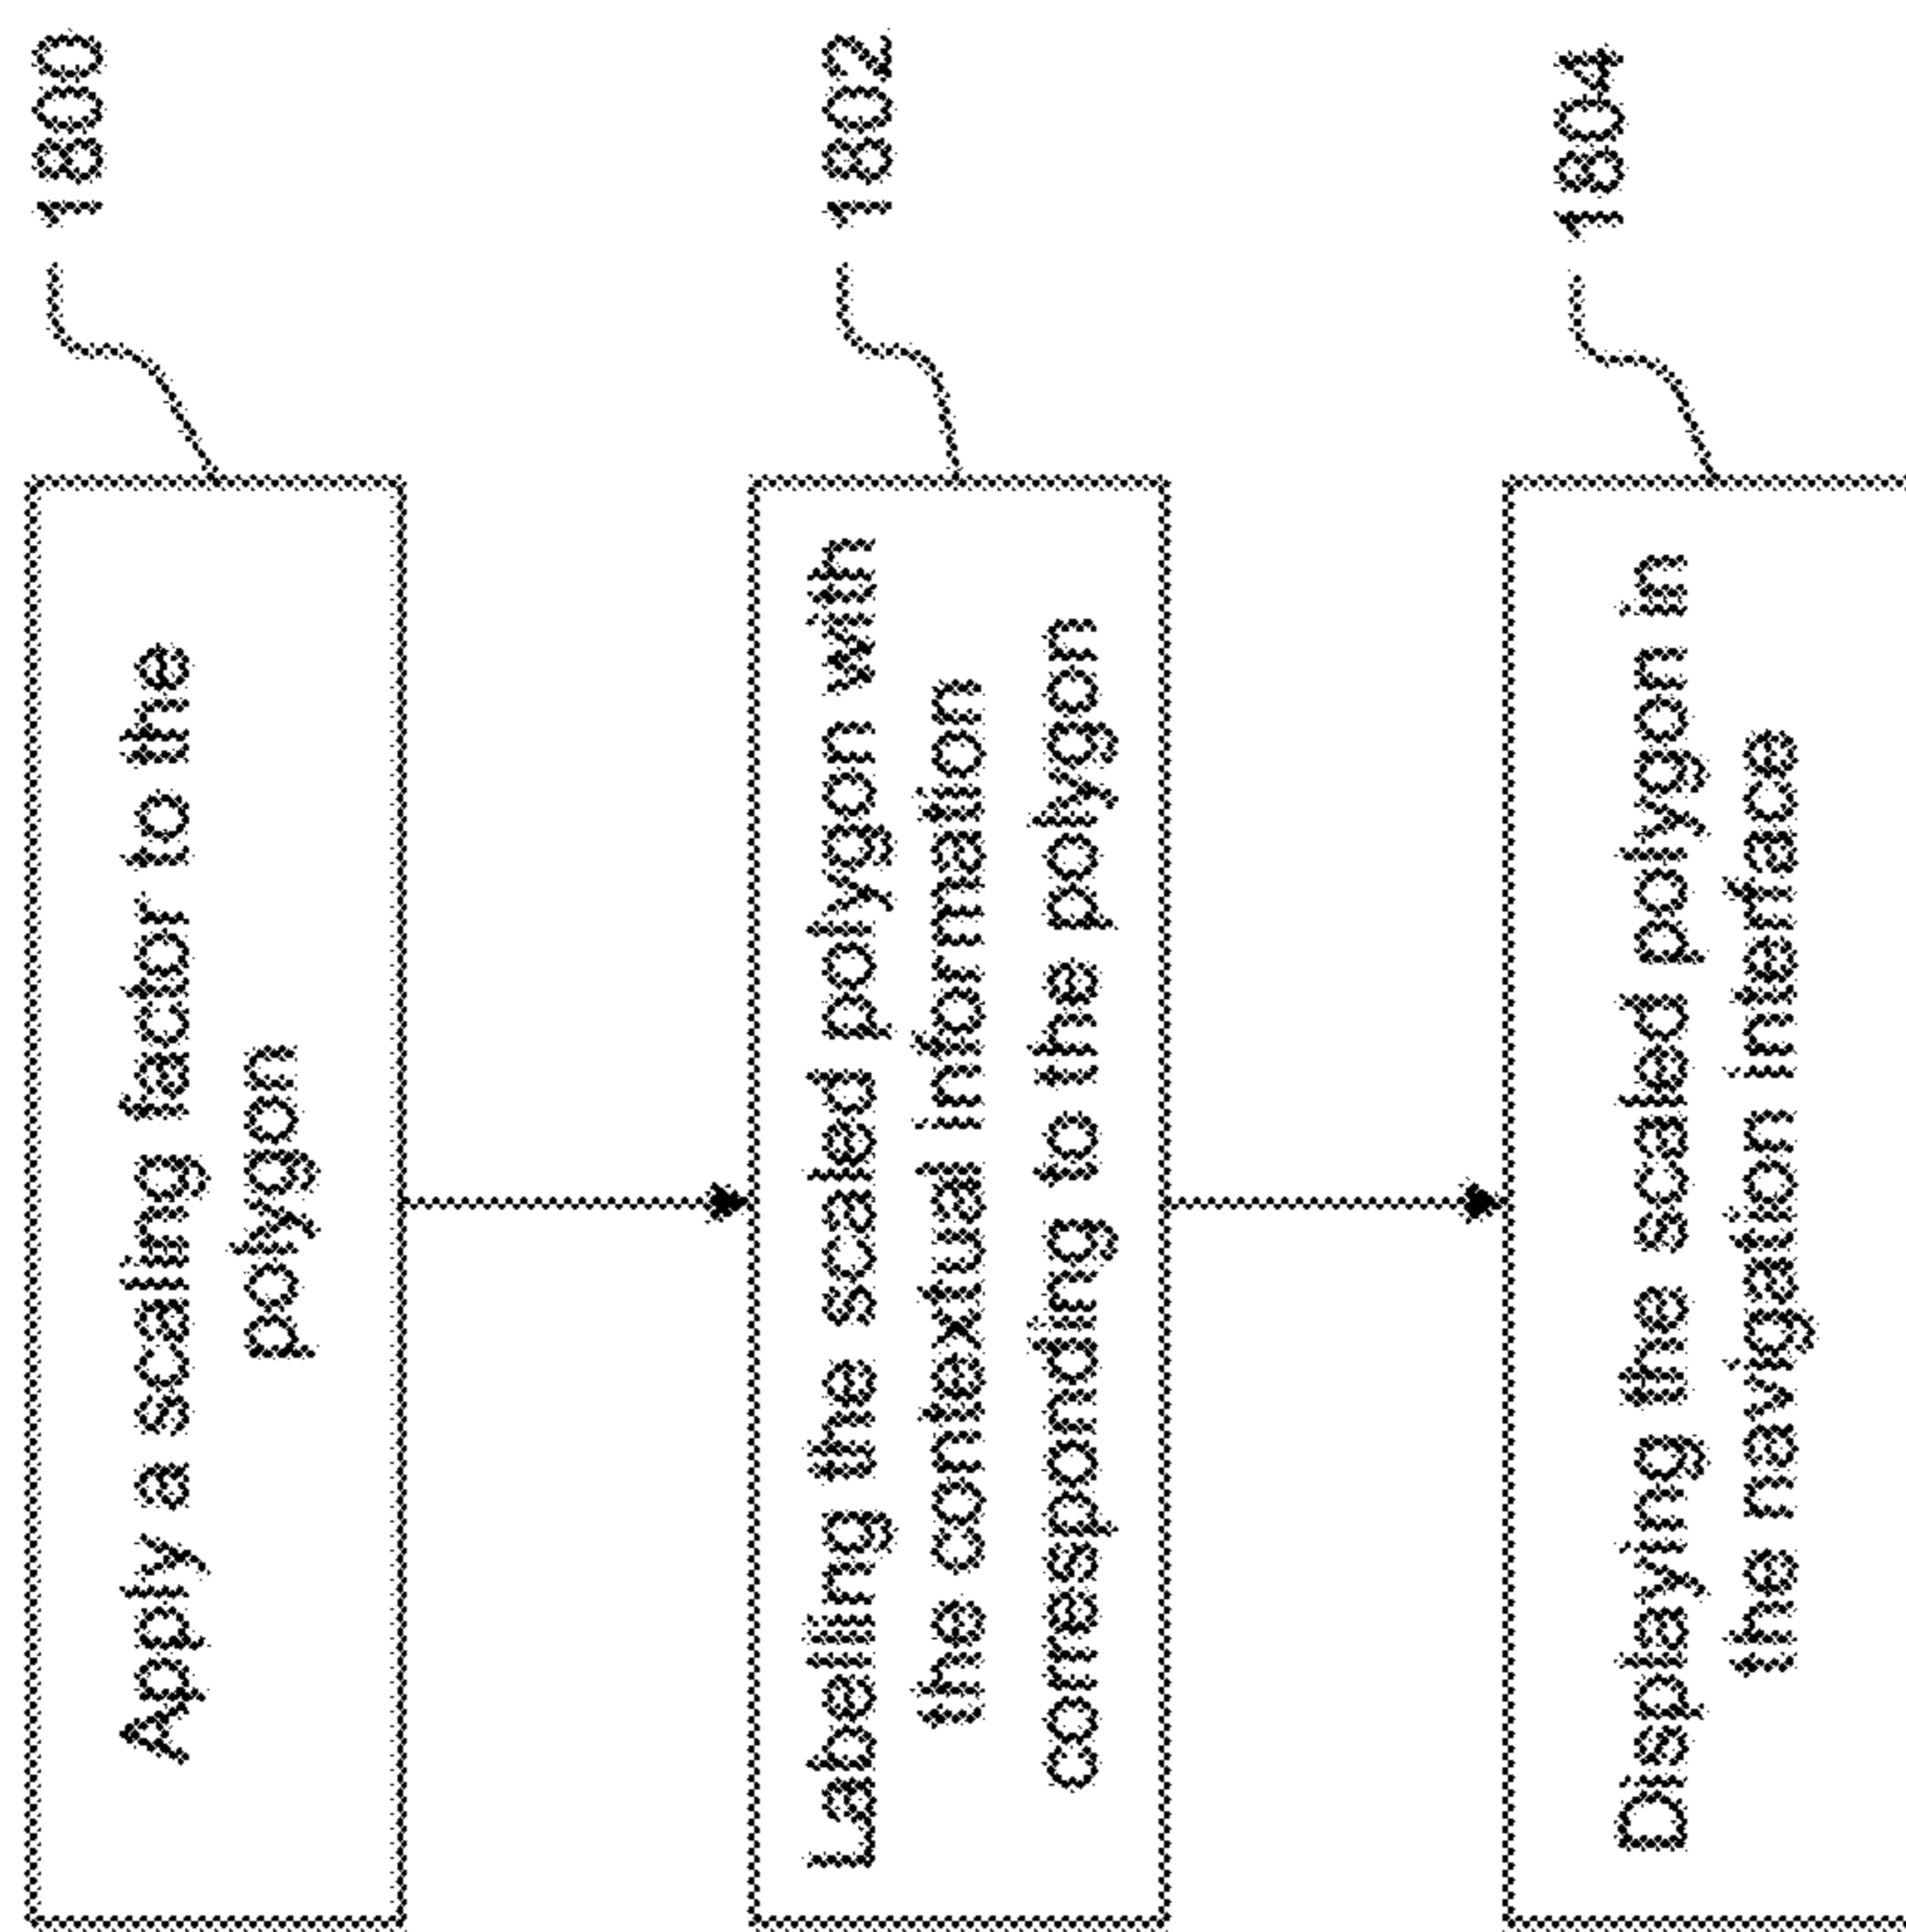 Apply a scaling factor to the
polygon
1800
Labeling the scaled polygon with
the contextual information
corresponding to the polygon
1802
Displaying the scaled polygon in
the navigation interface
1804